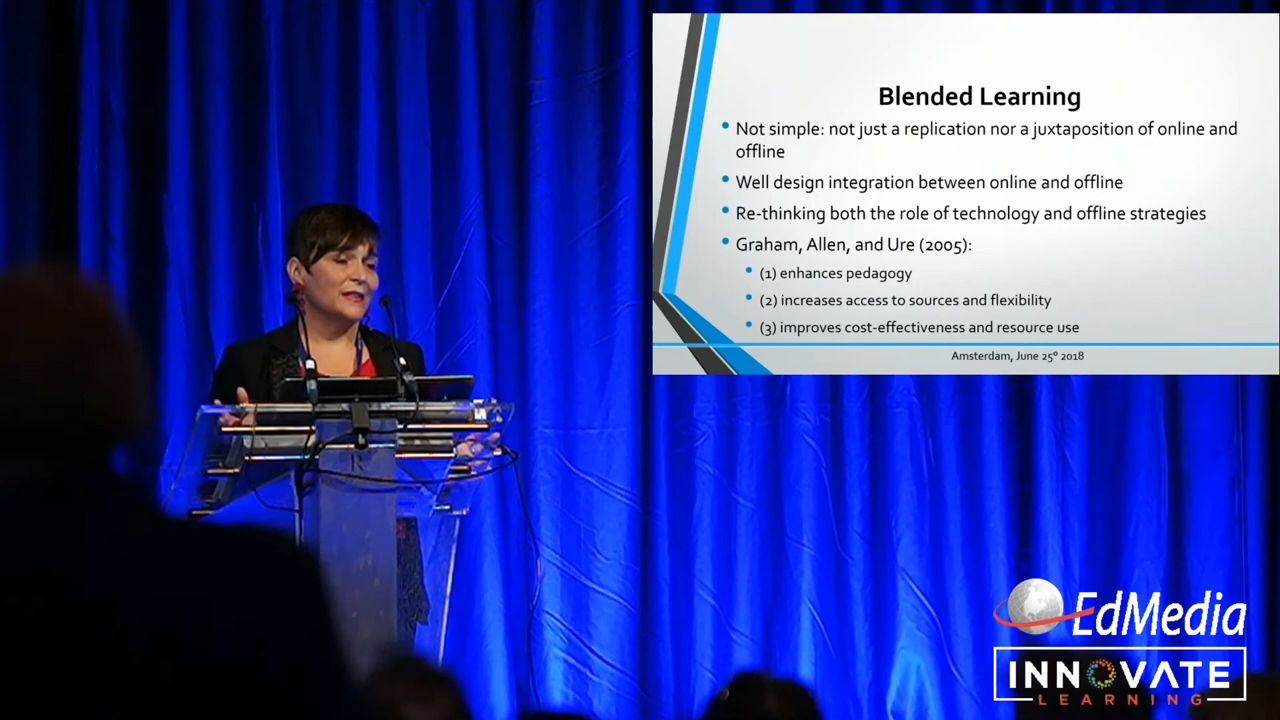 Blended Learning
Not simple: not just a replication nor a juxtaposition of online and
offline
Well design integration between online and offline
Re-thinking both the role of technology and offline strategies
Graham, Allen, and Ure (2005):
(1) enhances pedagogy
(2) increases access to sources and flexibility
(3) improves cost-effectiveness and resource use
Amsterdam, June 25º 2018
R
EdMedia
INNOVATE
LEARNING